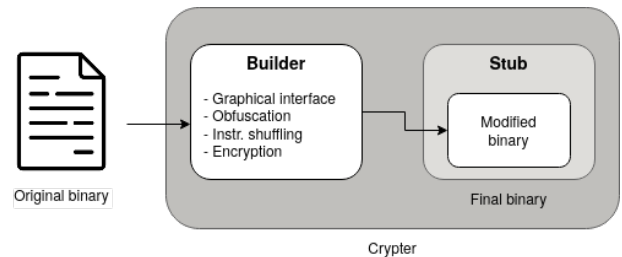 Original binary
Builder
- Graphical interface
- Obfuscation
- Instr. shuffling
- Encryption
Stub
Modified
binary
Final binary
Crypter